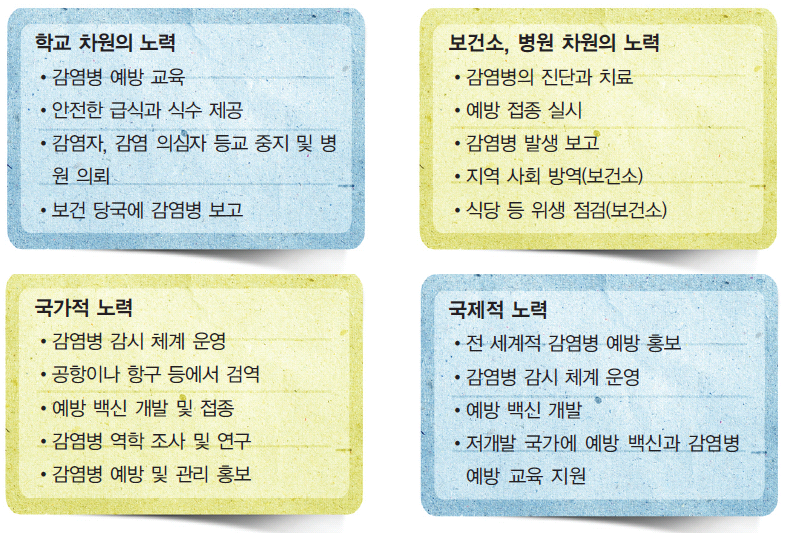 학교 차원의 노력
• 감염병 예방 교육
• 안전한 급식과 식수 제공
• 감염자, 감염 의심자 등교 중지 및 병
원 의뢰
• 보건 당국에 감염병 보고
보건소, 병원 차원의 노력
• 감염병의 진단과 치료
• 예방 접종 실시
• 감염병 발생 보고
• 지역 사회 방역(보건소)
• 식당 등 위생 점검(보건소)
국가적 노력
• 감염병 감시 체계 운영
• 공항이나 항구 등에서 검역
• 예방 백신 개발 및 접종
• 감염병 역학 조사 및 연구
• 감염병 예방 및 관리 홍보
국제적 노력
• 전 세계적 감염병 예방 홍보
• 감염병 감시 체계 운영
• 예방 백신 개발
• 저개발 국가에 예방 백신과 감염병
예방 교육 지원